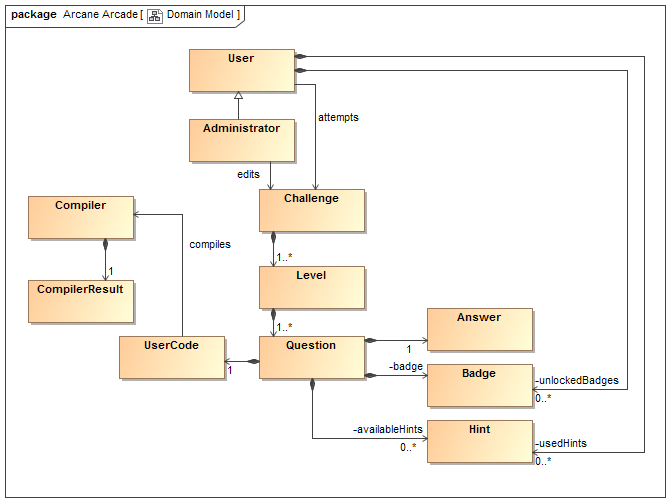 package Arcane Arcade [ Domain Model ]
User
attempts
Administrator
edits
Challenge
Compiler
compiles
1..*
1
Level
CompilerResult
1..*
Answer
UserCode
Question
1
-badge
Badge
1
-unlockedBadges
0..*
-availableHints
Hint
0..*
-usedHints
0..*